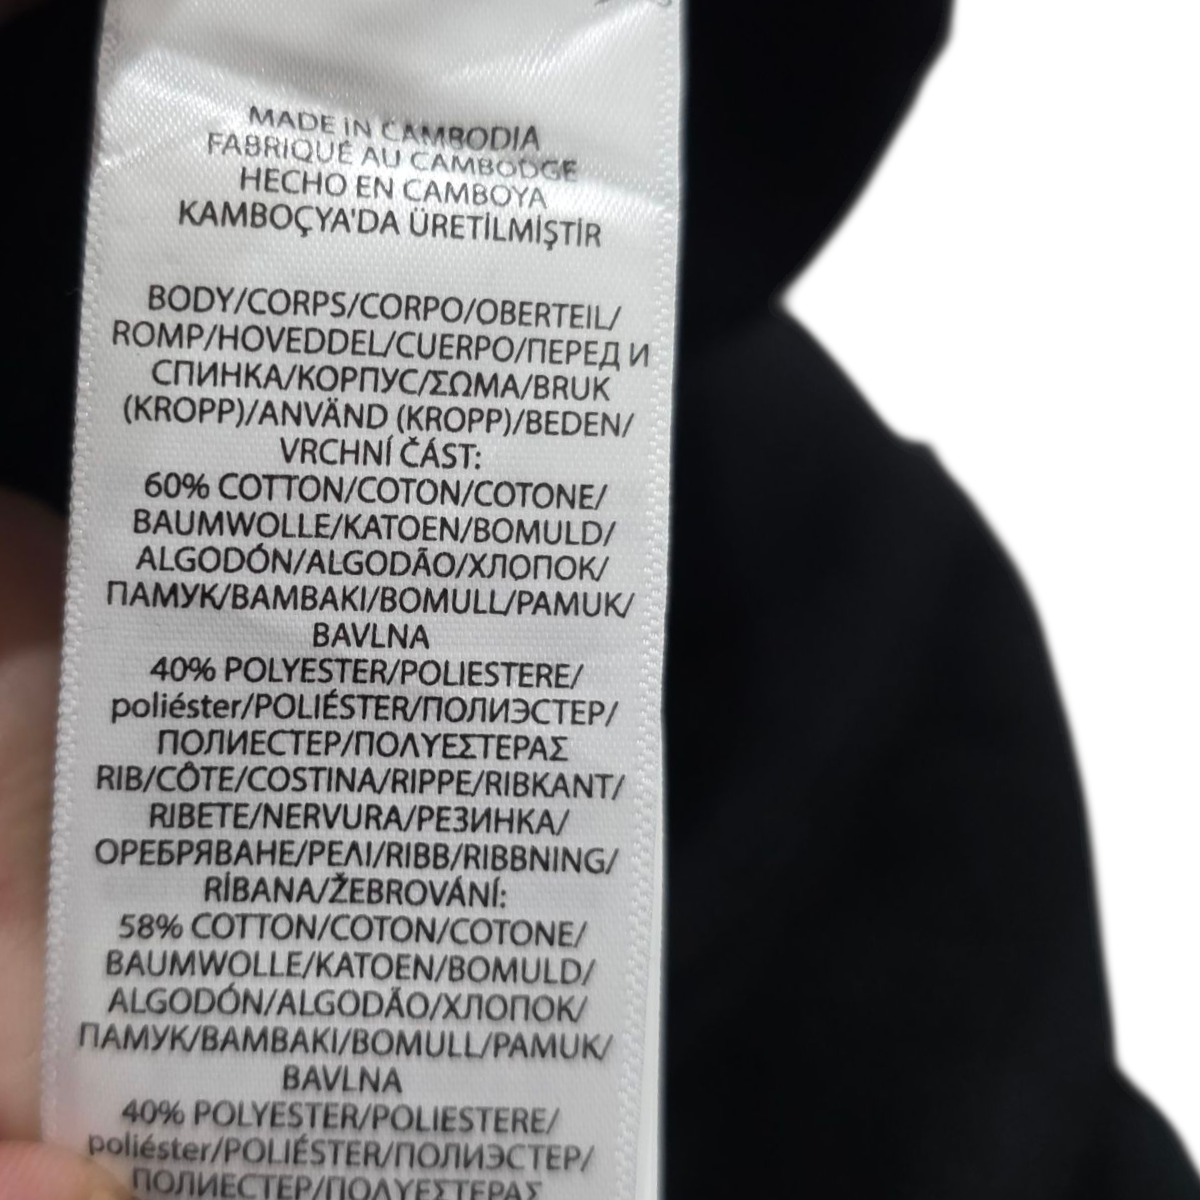 MADE IN CAMBODIA
FABRIQUÉ AU CAMBODGE
HECHO EN CAMBOYA
KAMBOÇYA'DA ÜRETİLMİŞTİR
BODY/CORPS/CORPO/OBERTEIL/
ROMP/HOVEDDEL/CUERPO/ПЕРЕД И
СПИНКА/КОРПУС/ΣΩΜΑ/BRUK
(KROPP)/ANVÄND (KROPP)/BEDEN/
VRCHNÍ ČÁST:
60% COTTON/COTON/COTONE/
BAUMWOLLE/KATOEN/BOMULD/
ALGODÓN/ALGODÃO/ХЛОПОК/
ПАМУК/BAMBAKI/BOMULL/PAMUK/
BAVLNA
40% POLYESTER/POLIESTERE/
poliéster/POLIÉSTER/ПОЛИЭСТЕР/
ПОЛИЕСТЕР/ΠΟΛΥΕΣΤΕΡΑΣ
RIB/CÔTE/COSTINA/RIPPE/RIBKANT/
RIBETE/NERVURA/РЕЗИНКА/
ОРЕБРЯВАНЕ/ΡΕΛΙ/RIBB/RIBBNING/
RİBANA/ŽEBROVÁNÍ:
58% COTTON/COTON/COTONE/
BAUMWOLLE/KATOEN/BOMULD/
ALGODÓN/ALGODÃO/ХЛОПОК/
ПАМУК/BAMBAKI/BOMULL/PAMUK/
BAVLNA
40% POLYESTER/POLIESTERE/
poliéster/POLIÉSTER/ПОЛИЭСТЕР/
ПОЛИЕСТЕР/ΠΟΛΥΕΣΤΕΡΑΣ